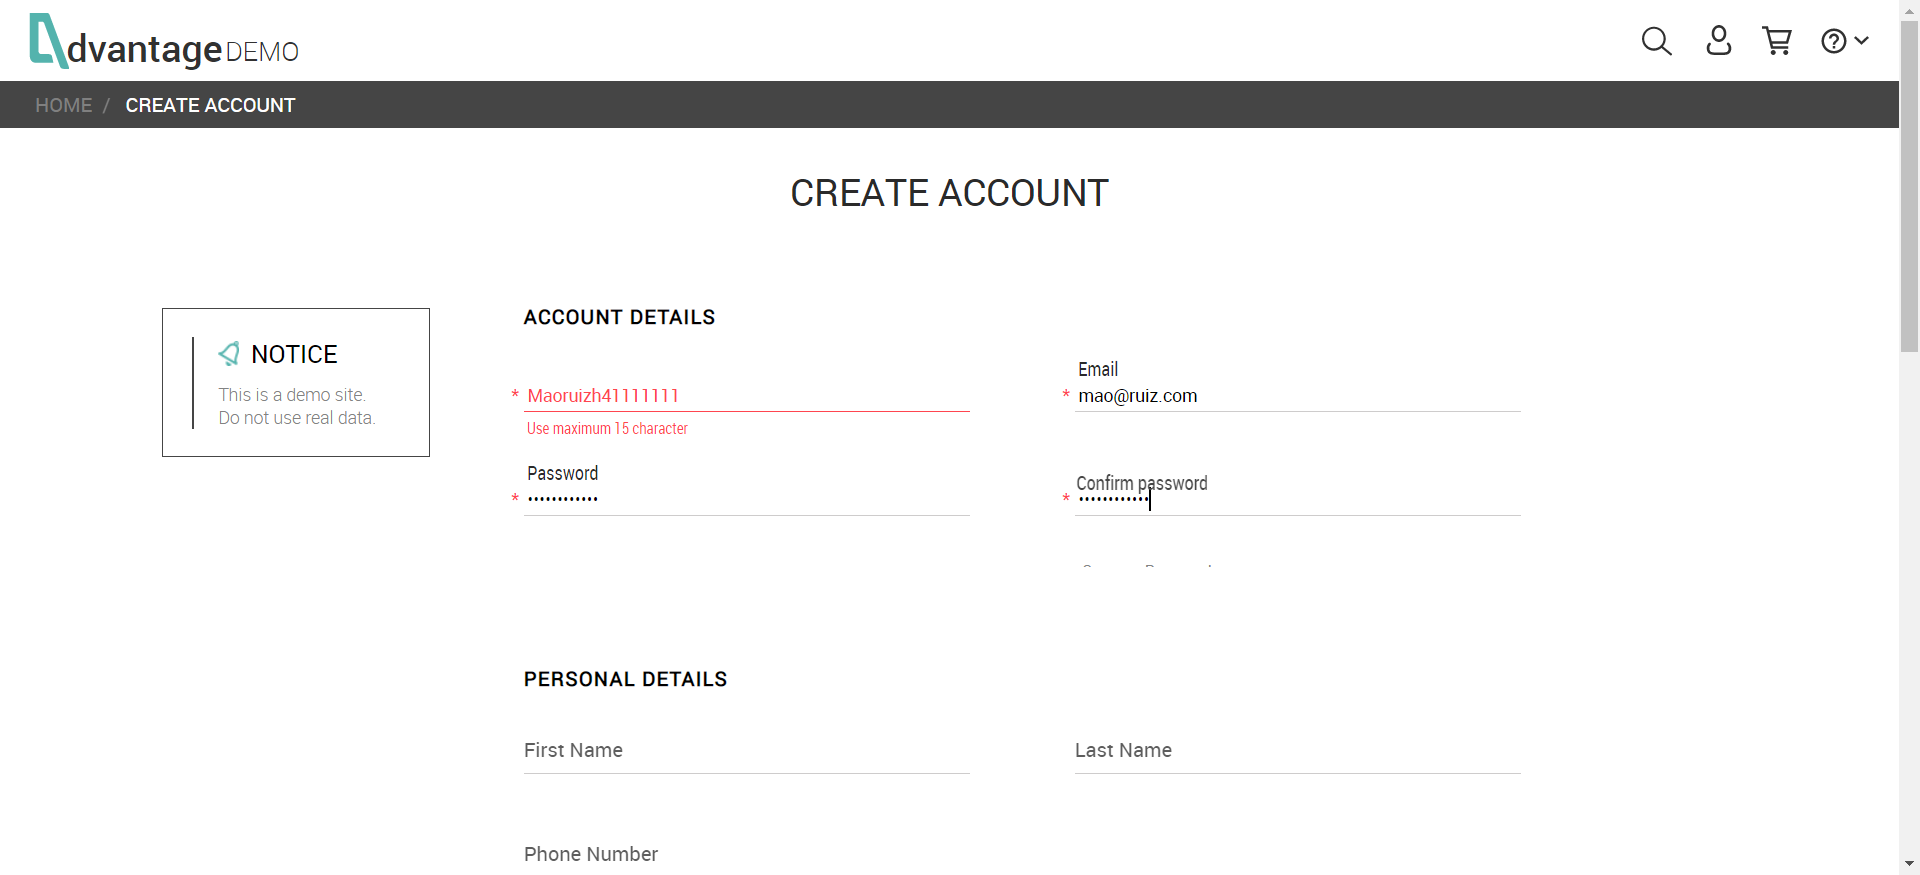 dvantage DEMO
HOME / CREATE ACCOUNT
CREATE ACCOUNT
NOTICE
This is a demo site.
Do not use real data.
ACCOUNT DETAILS
* Maoruizh41111111
Use maximum 15 character
Email
* mao@ruiz.com
Password
* ••••••••••••
Confirm password
* ••••••••••••
PERSONAL DETAILS
First Name
Last Name
Phone Number